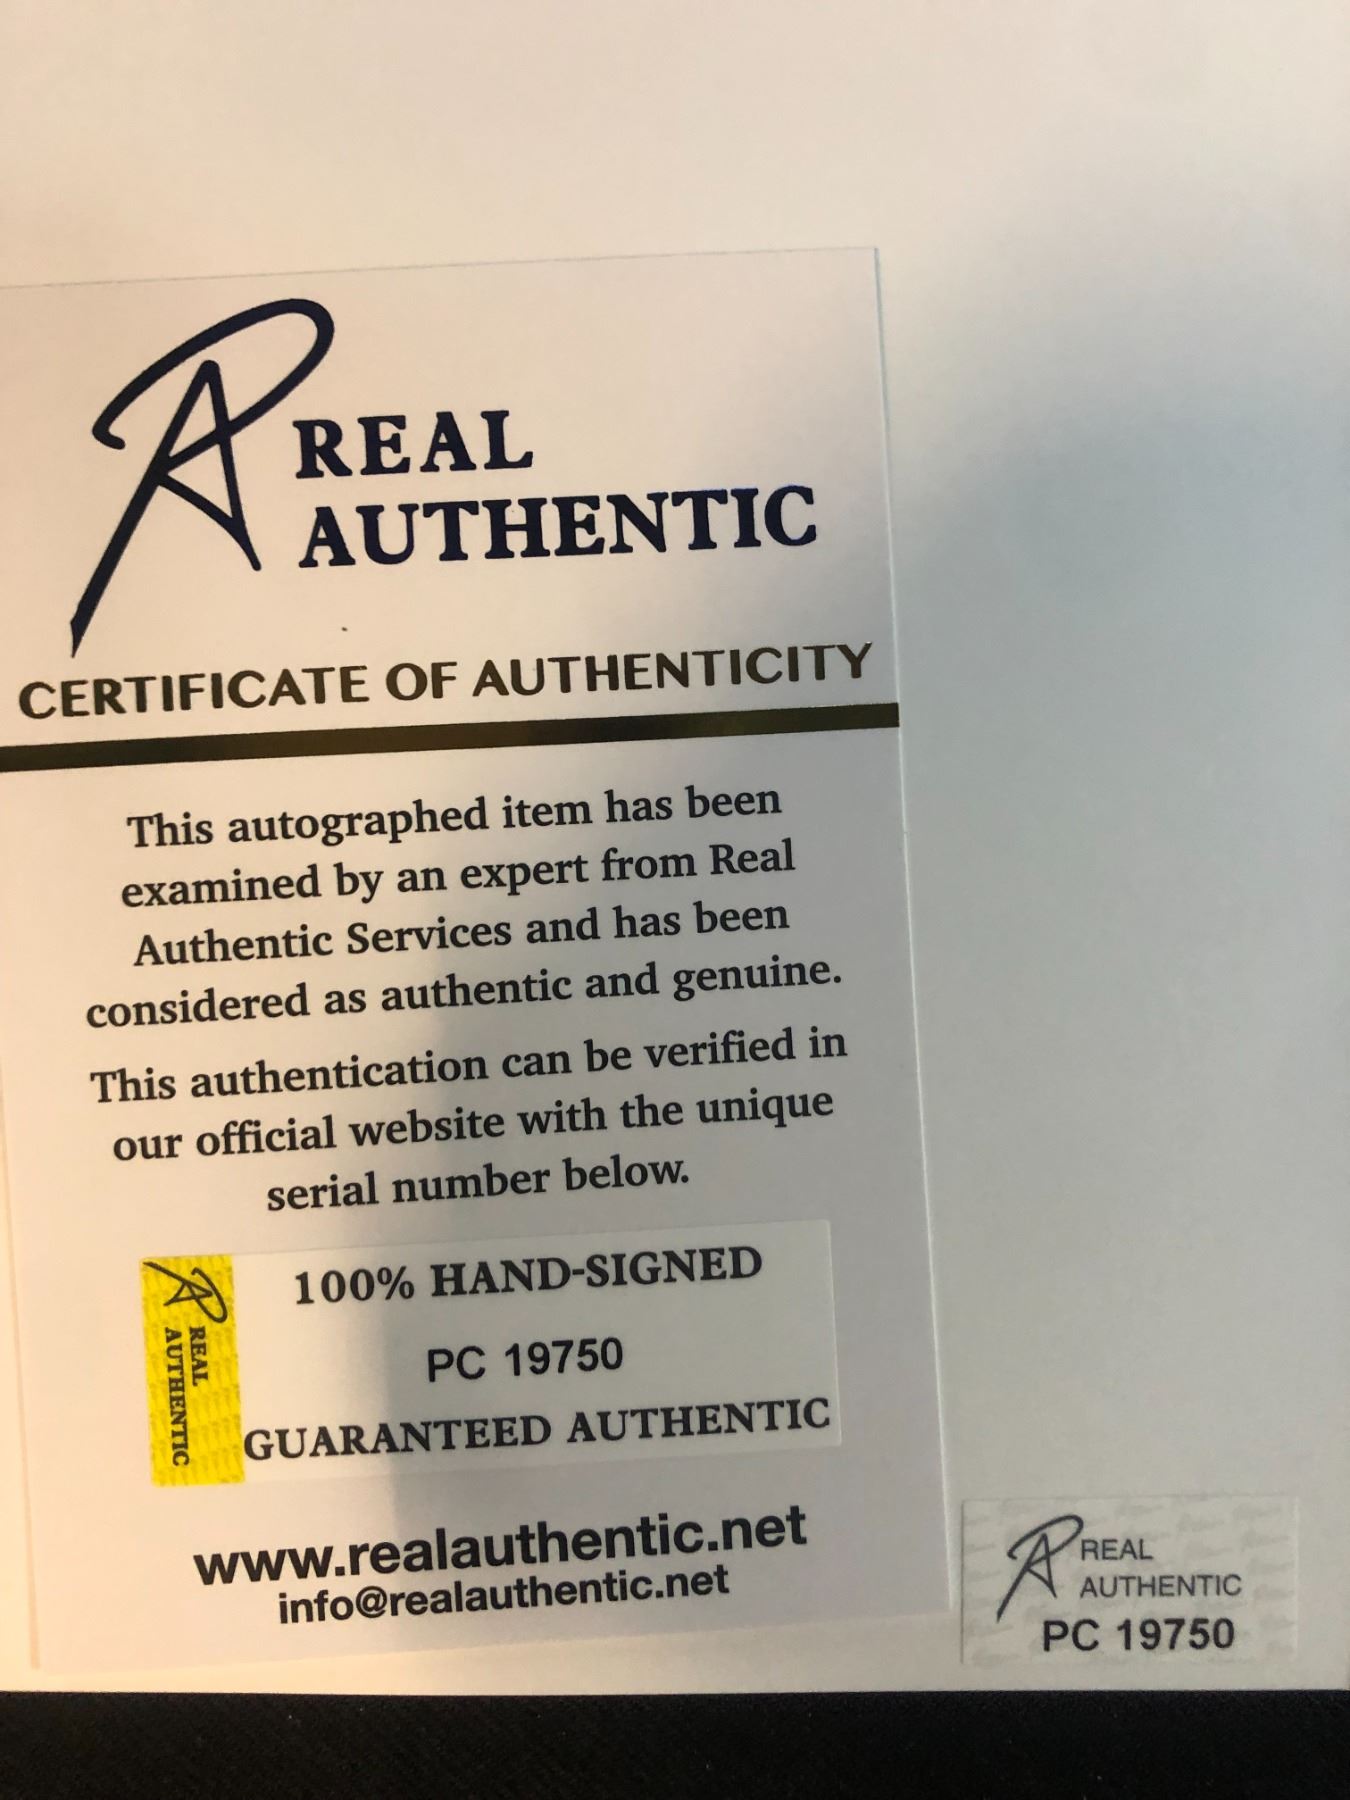 REAL
AUTHENTIC
CERTIFICATE OF AUTHENTICITY
This autographed item has been
examined by an expert from Real
Authentic Services and has been
considered as authentic and genuine.
This authentication can be verified in
our official website with the unique
serial number below.
REAL
AUTHENTIC
100% HAND-SIGNED
PC 19750
GUARANTEED AUTHENTIC
www.realauthentic.net
info@realauthentic.net
REAL
AUTHENTIC
PC 19750